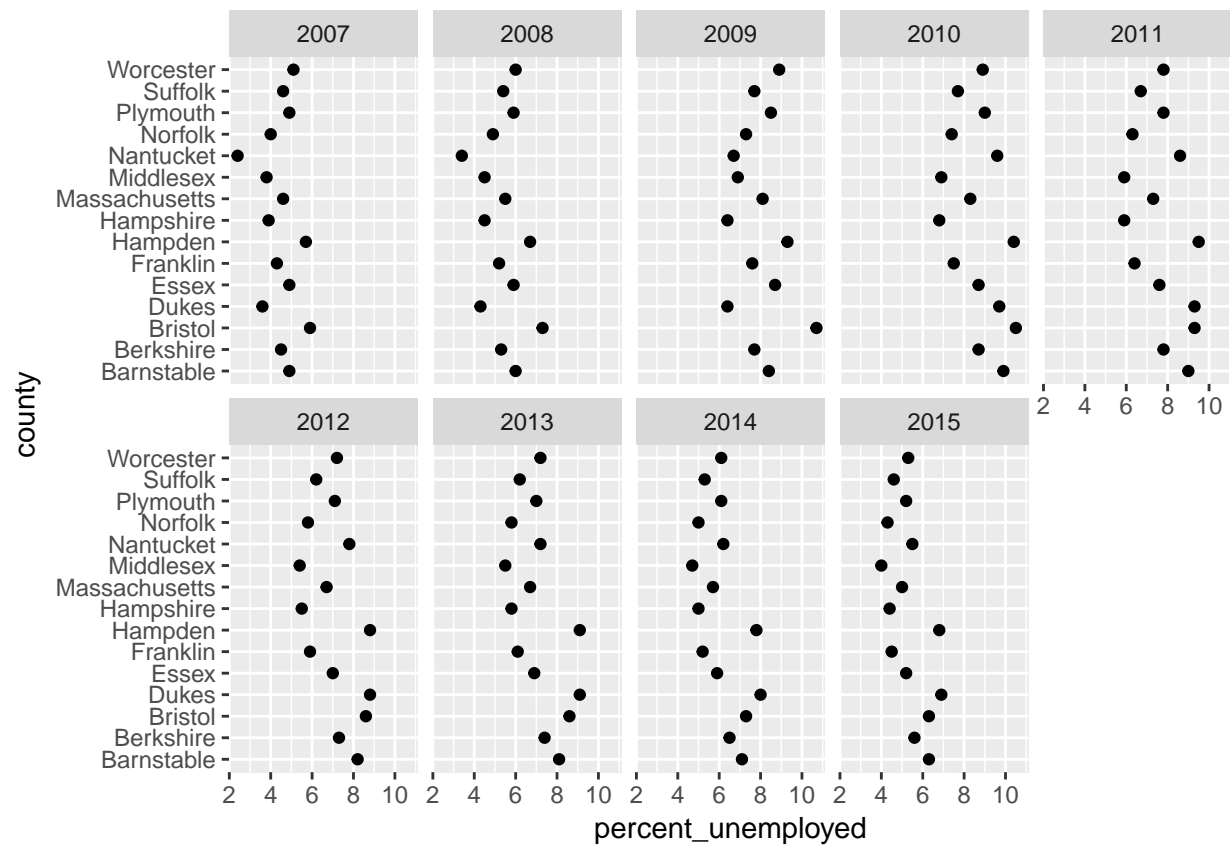 2007 2008 2009 2010 2011
Worcester
Suffolk
Plymouth
Norfolk
Nantucket
Middlesex
Massachusetts
Hampshire
Hampden
Franklin
Essex
Dukes
Bristol
Berkshire
Barnstable
2 4 6 8 10
county
2012 2013 2014 2015
Worcester
Suffolk
Plymouth
Norfolk
Nantucket
Middlesex
Massachusetts
Hampshire
Hampden
Franklin
Essex
Dukes
Bristol
Berkshire
Barnstable
2 4 6 8 10 2 4 6 8 10 2 4 6 8 10 2 4 6 8 10
percent_unemployed